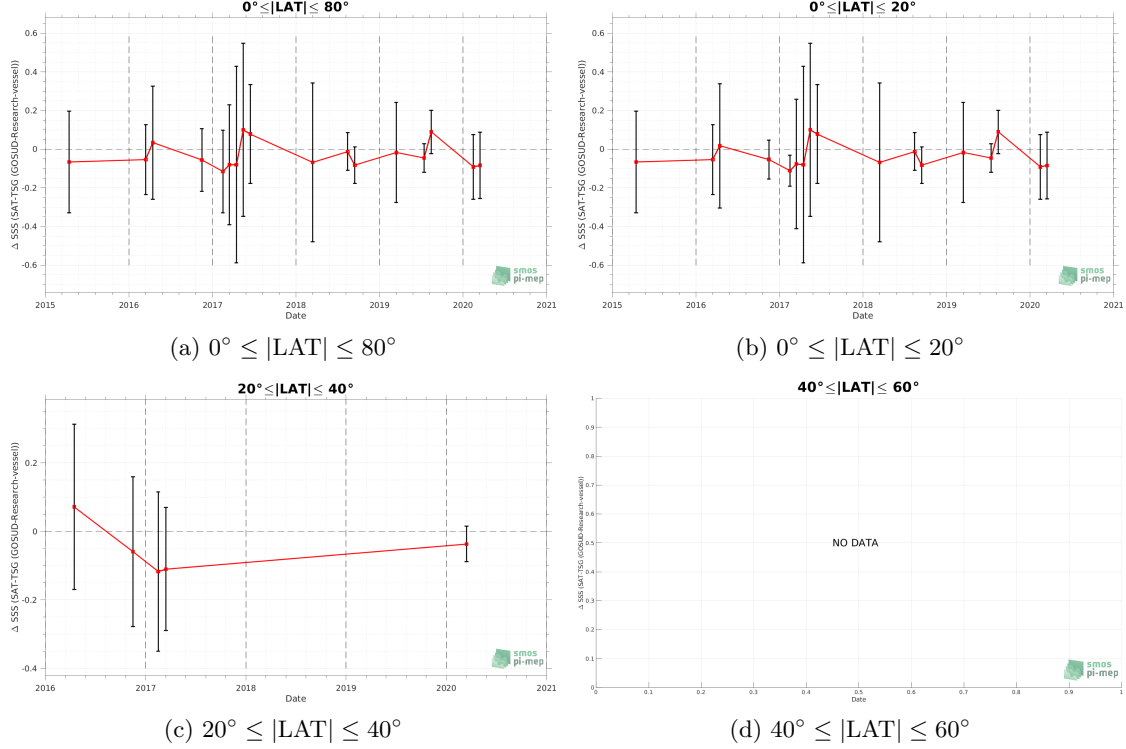 0°≤|LAT|≤ 80°
Δ SSS (SAT-TSG (GOSUD-Research-vessel))
0.6
0.4
0.2
0
-0.2
-0.4
-0.6
smos
pi-mep
2015 2016 2017 2018 2019 2020 2021
Date
(a) 0° ≤ |LAT| ≤ 80°
0°≤|LAT|≤ 20°
Δ SSS (SAT-TSG (GOSUD-Research-vessel))
0.6
0.4
0.2
0
-0.2
-0.4
-0.6
smos
pi-mep
2015 2016 2017 2018 2019 2020 2021
Date
(b) 0° ≤ |LAT| ≤ 20°
20°≤|LAT|≤ 40°
Δ SSS (SAT-TSG (GOSUD-Research-vessel))
0.2
0
-0.2
-0.4
smos
pi-mep
2016 2017 2018 2019 2020 2021
Date
(c) 20° ≤ |LAT| ≤ 40°
40°≤|LAT|≤ 60°
Δ SSS (SAT-TSG (GOSUD-Research-vessel))
1
0.9
0.8
0.7
0.6
0.5
0.4
0.3
0.2
0.1
0
NO DATA
smos
pi-mep
0 0.1 0.2 0.3 0.4 0.5 0.6 0.7 0.8 0.9 1
Date
(d) 40° ≤ |LAT| ≤ 60°